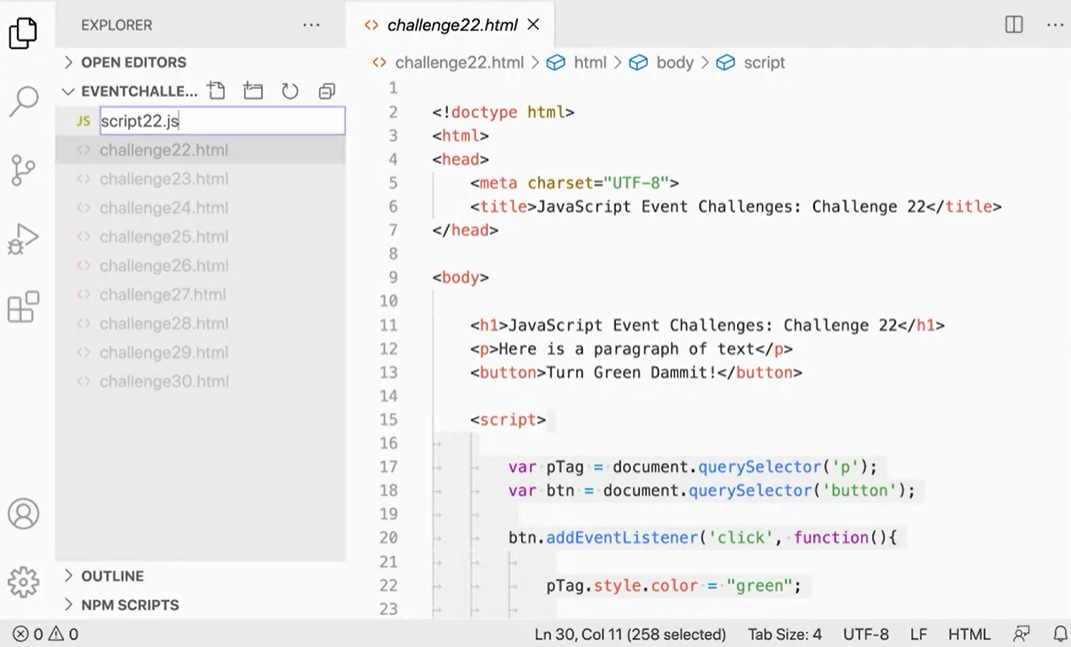 EXPLORER
OPEN EDITORS
EVENTCHALLE...
JS script22.js
challenge22.html
challenge23.html
challenge24.html
challenge25.html
challenge26.html
challenge27.html
challenge28.html
challenge29.html
challenge30.html
OUTLINE
NPM SCRIPTS
challenge22.html
challenge22.html > html > body > script
1
2 <!doctype html>
3 <html>
4 <head>
5 <meta charset="UTF-8">
6 <title>JavaScript Event Challenges: Challenge 22</title>
7 </head>
8
9 <body>
10
11 <h1>JavaScript Event Challenges: Challenge 22</h1>
12 <p>Here is a paragraph of text</p>
13 <button>Turn Green Dammit!</button>
14
15 <script>
16
17 var pTag = document.querySelector('p');
18 var btn = document.querySelector('button');
19
20 btn.addEventListener('click', function(){
21
22 pTag.style.color = "green";
23
0 0 Ln 30, Col 11 (258 selected) Tab Size: 4 UTF-8 LF HTML